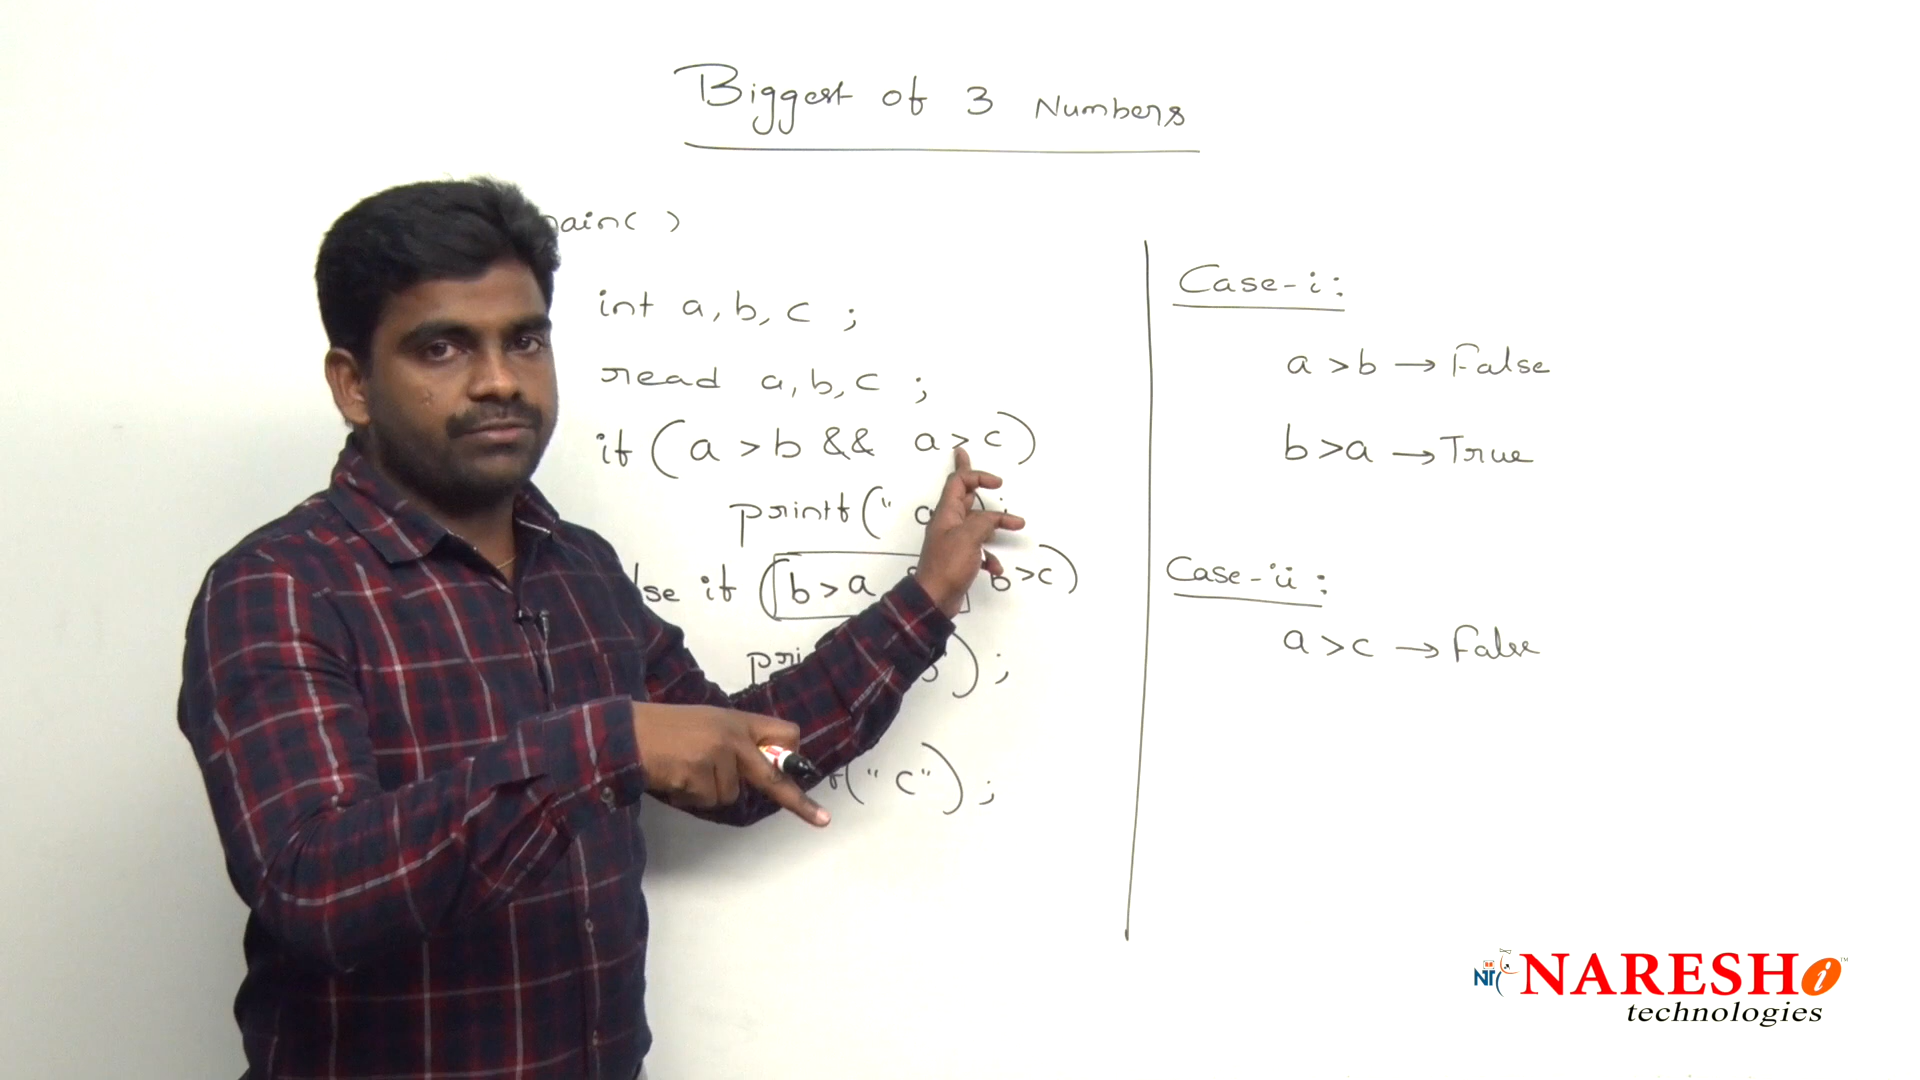 Biggest of 3 Numbers
main( )
int a, b, c ;
read a, b, c ;
if (a > b && a > c)
printf(" a
else if (b > a b > c)
b") ;
printf("c") ;
Case-i :
a > b → False
b > a → True
Case-ii :
a > c → False
NARESH i
technologies